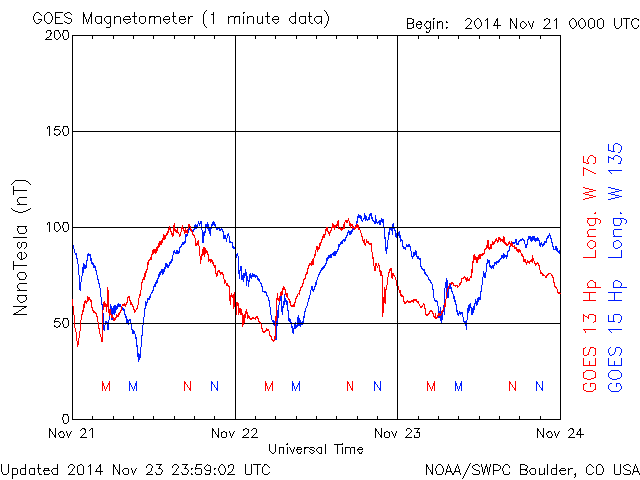 GOES Magnetometer (1 minute data)
Begin: 2014 Nov 21 0000 UTC
200
150
100
50
0
NanoTesla (nT)
M M N N M M N N M M N N
Nov 21 Nov 22 Nov 23 Nov 24
Universal Time
GOES 13 Hp Long. W 75
GOES 15 Hp Long. W 135
Updated 2014 Nov 23 23:59:02 UTC
NOAA/SWPC Boulder, CO USA